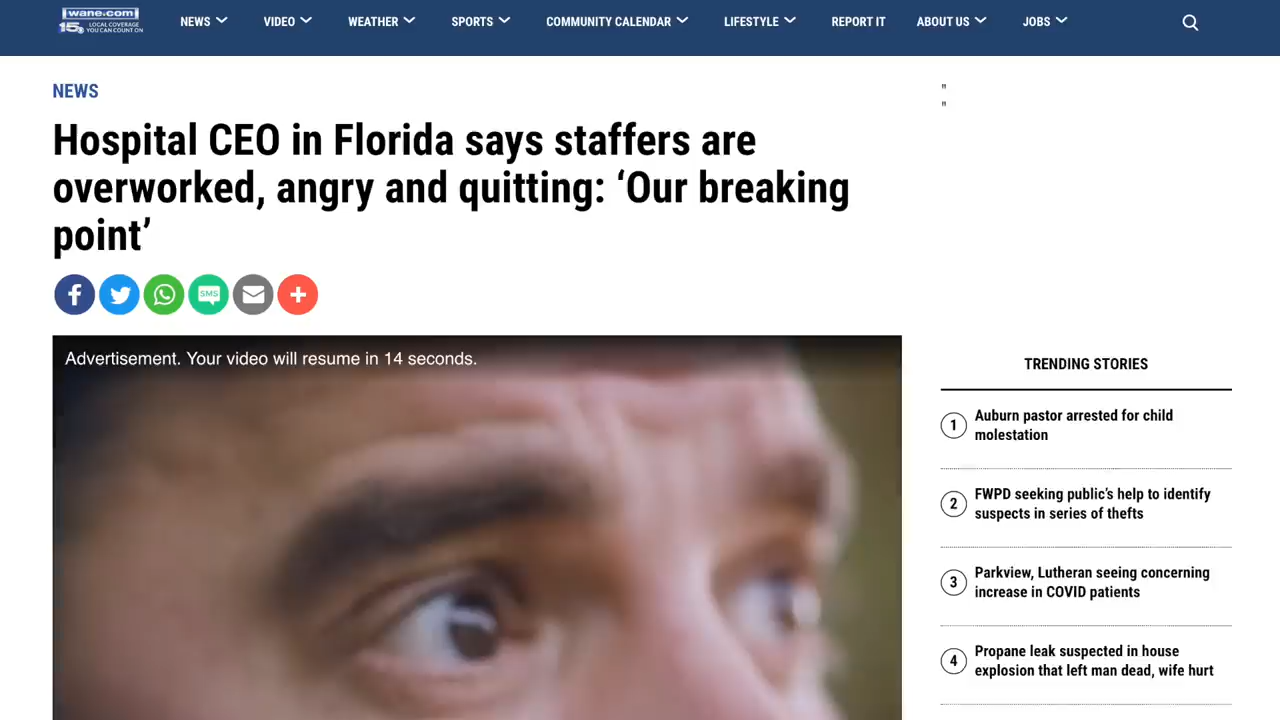 wane.com
15
LOCAL COVERAGE
YOU CAN COUNT ON
NEWS
VIDEO
WEATHER
SPORTS
COMMUNITY CALENDAR
LIFESTYLE
REPORT IT
ABOUT US
JOBS
NEWS
Hospital CEO in Florida says staffers are
overworked, angry and quitting: ‘Our breaking
point’
SMS
Advertisement. Your video will resume in 14 seconds.
"
"
TRENDING STORIES
1
Auburn pastor arrested for child
molestation
2
FWPD seeking public’s help to identify
suspects in series of thefts
3
Parkview, Lutheran seeing concerning
increase in COVID patients
4
Propane leak suspected in house
explosion that left man dead, wife hurt